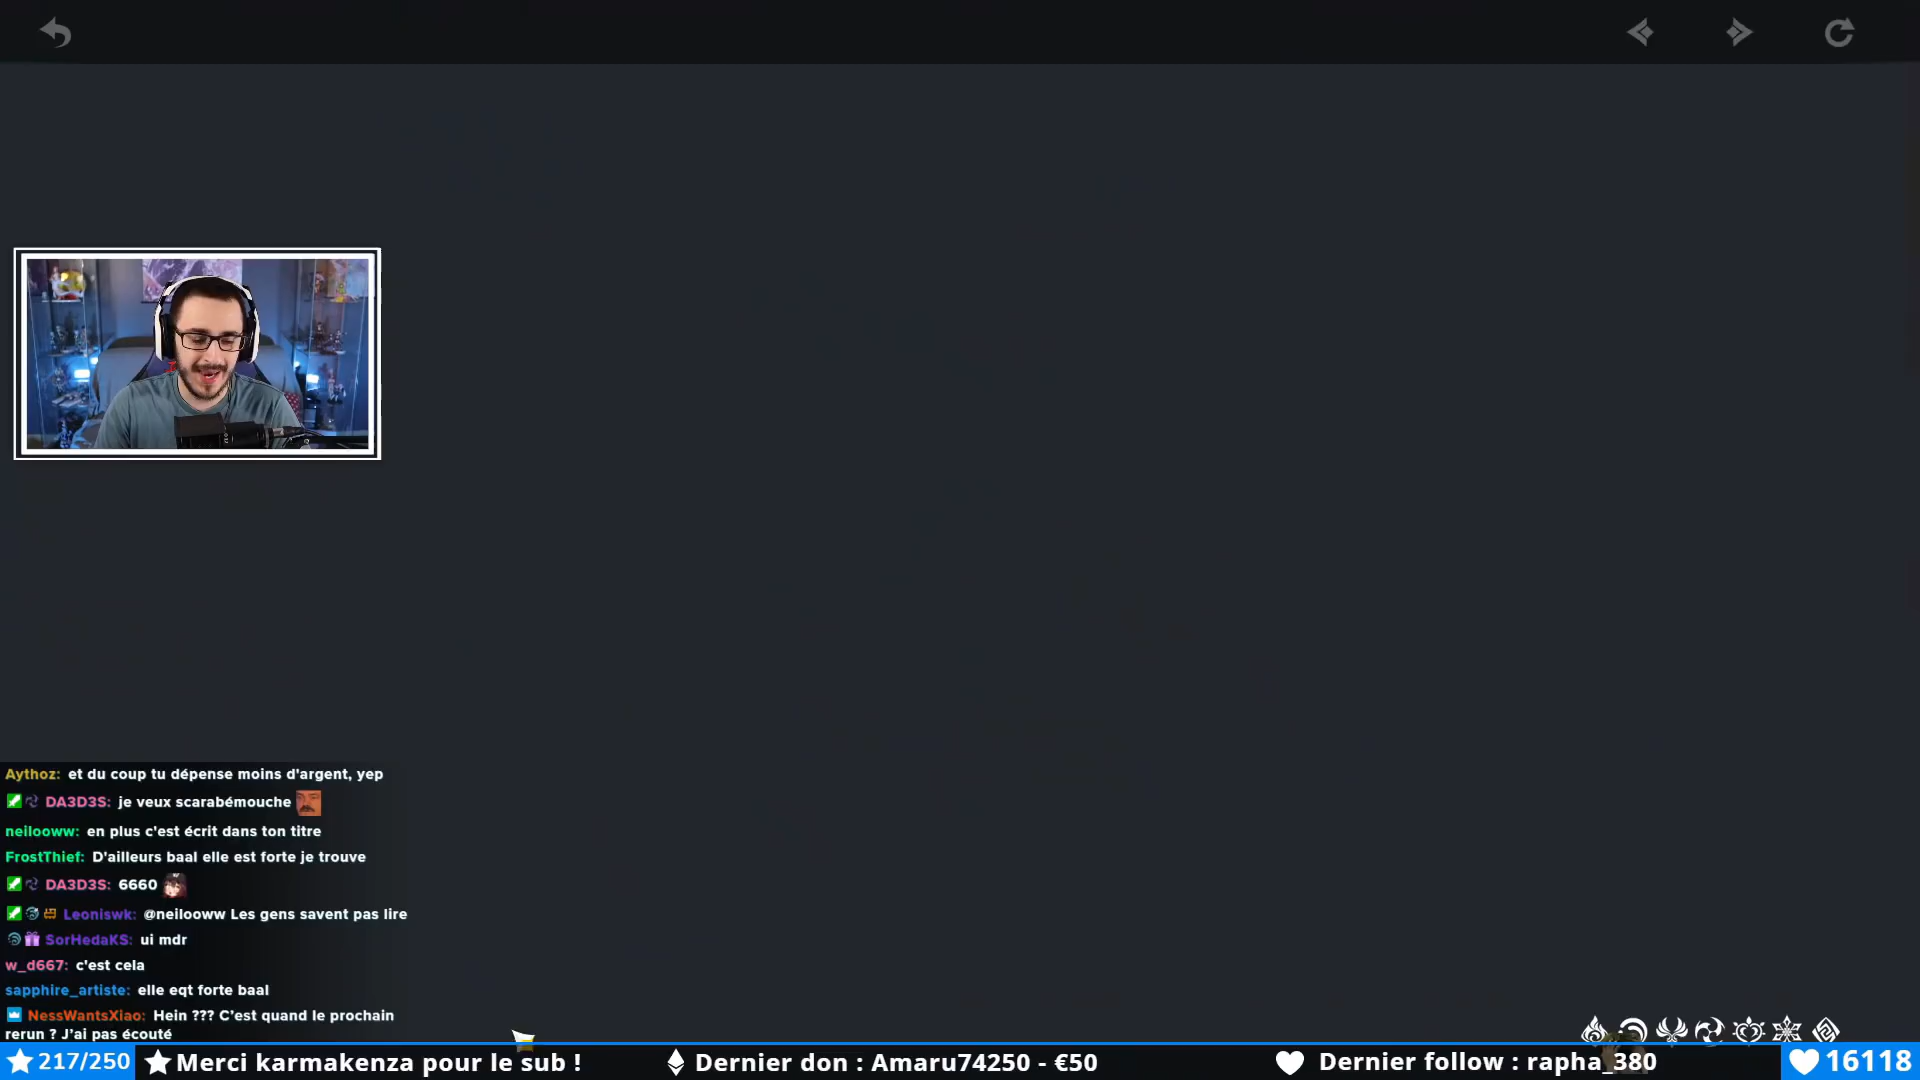 Aythoz: et du coup tu dépense moins d'argent, yep
DA3D3S: je veux scarabémouche
neilooww: en plus c'est écrit dans ton titre
FrostThief: D'ailleurs baal elle est forte je trouve
DA3D3S: 6660
Leoniswk: @neilooww Les gens savent pas lire
SorHedaKS: ui mdr
w_d667: c'est cela
sapphire_artiste: elle eqt forte baal
NessWantsXiao: Hein ??? C'est quand le prochain
rerun ? J'ai pas écouté
217/250 Merci karmakenza pour le sub ! Dernier don : Amaru74250 - €50 Dernier follow : rapha_380 16118